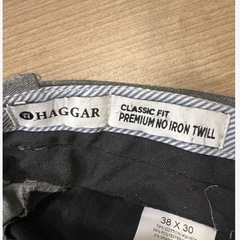 HAGGAR
CLASSIC FIT
PREMIUM NO IRON TWILL
38 X 30